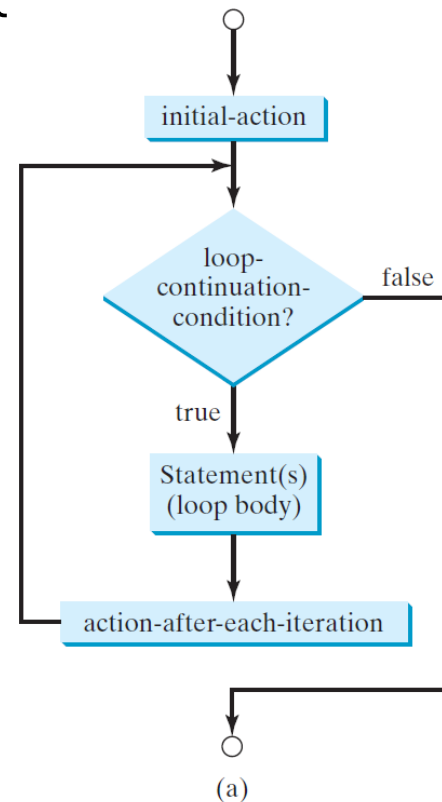 initial-action
loop-
continuation-
condition?
false
true
Statement(s)
(loop body)
action-after-each-iteration
(a)